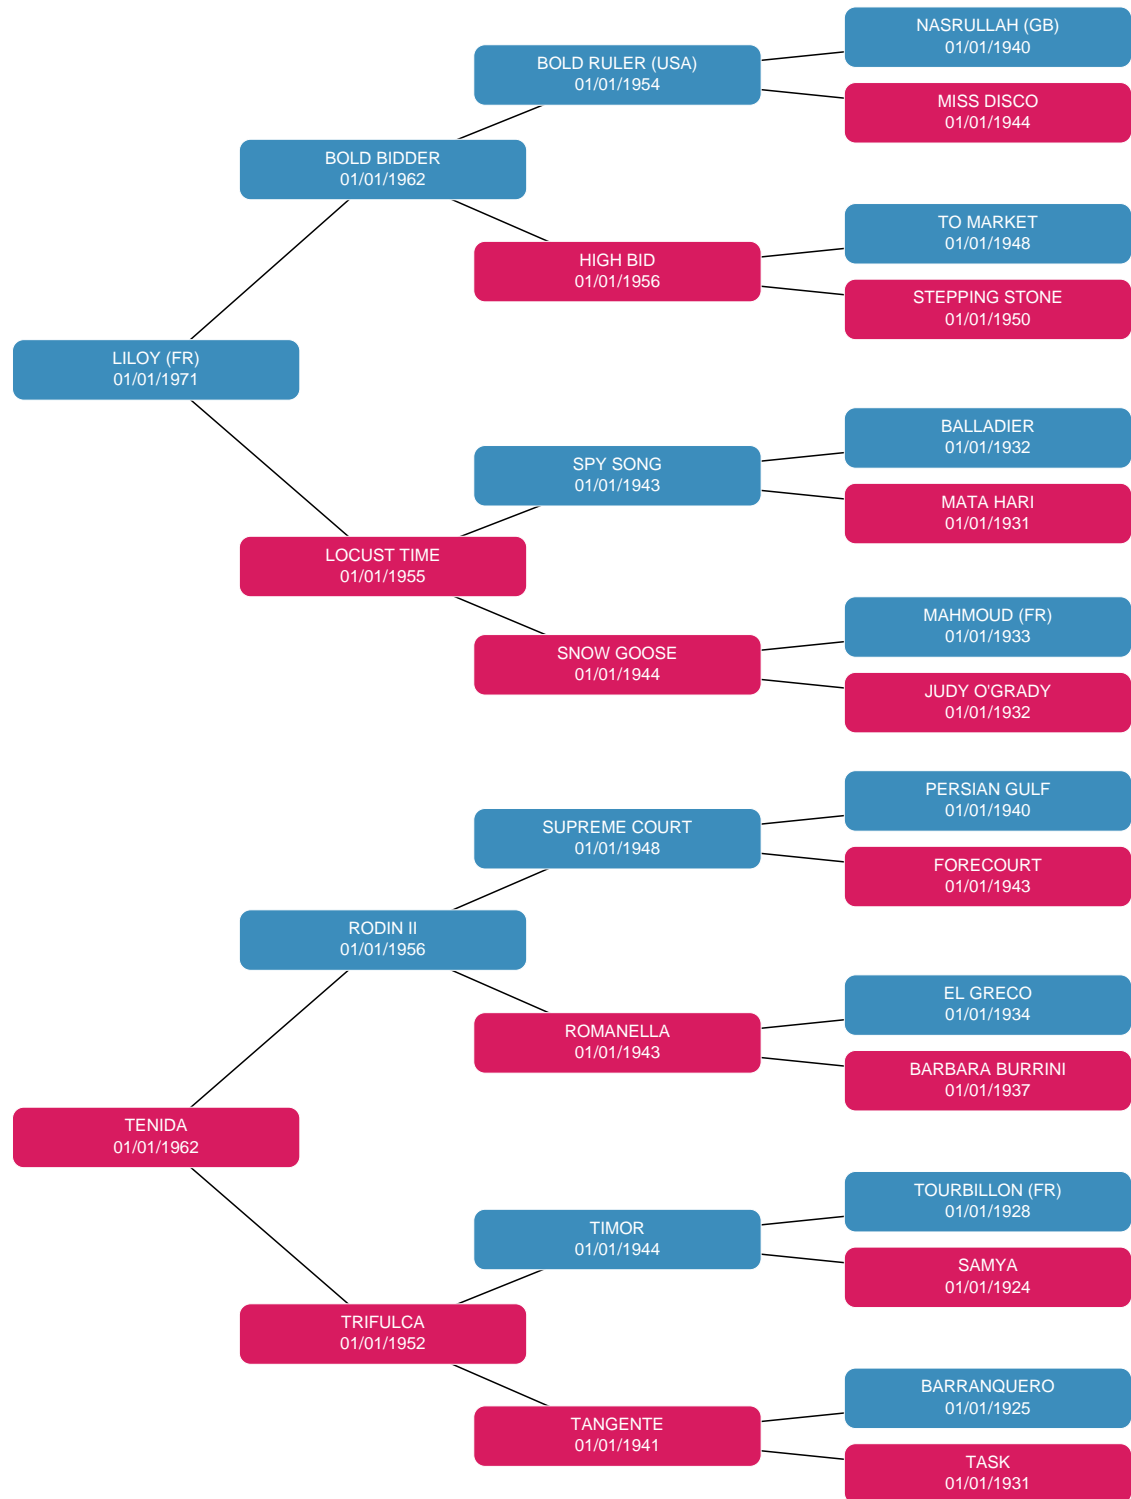 NASRULLAH (GB)
01/01/1940
BOLD RULER (USA)
01/01/1954
MISS DISCO
01/01/1944
BOLD BIDDER
01/01/1962
TO MARKET
01/01/1948
HIGH BID
01/01/1956
STEPPING STONE
01/01/1950
LILOY (FR)
01/01/1971
BALLADIER
01/01/1932
SPY SONG
01/01/1943
MATA HARI
01/01/1931
LOCUST TIME
01/01/1955
MAHMOUD (FR)
01/01/1933
SNOW GOOSE
01/01/1944
JUDY O'GRADY
01/01/1932
PERSIAN GULF
01/01/1940
SUPREME COURT
01/01/1948
FORECOURT
01/01/1943
RODIN II
01/01/1956
EL GRECO
01/01/1934
ROMANELLA
01/01/1943
BARBARA BURRINI
01/01/1937
TENIDA
01/01/1962
TOURBILLON (FR)
01/01/1928
TIMOR
01/01/1944
SAMYA
01/01/1924
TRIFULCA
01/01/1952
BARRANQUERO
01/01/1925
TANGENTE
01/01/1941
TASK
01/01/1931